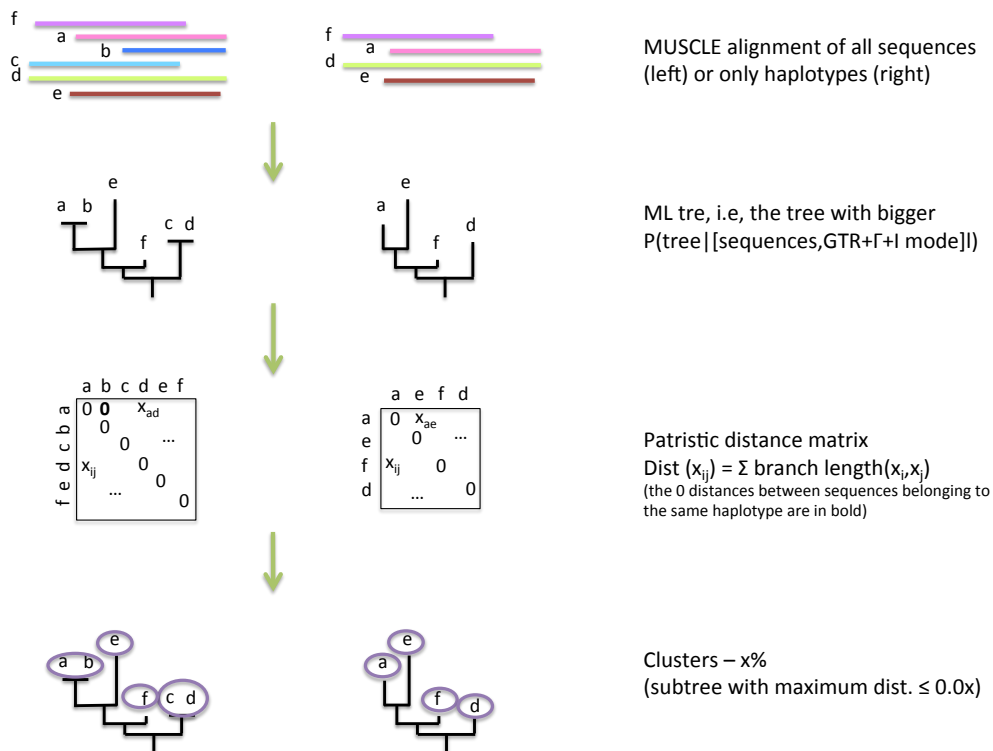 f
a
b
c
d
e
f
a
d
e
MUSCLE alignment of all sequences
(left) or only haplotypes (right)
e
a b
c d
f
e
a
d
f
ML tre, i.e, the tree with bigger
P(tree|[sequences,GTR+Γ+I mode]l)
a b c d e f
a 0 0 x_ad
b 0
c 0 ...
d x_ij 0
e 0
f ... 0
a e f d
a 0 x_ae
e 0 ...
f x_ij 0
d ... 0
Patristic distance matrix
Dist (x_ij) = Σ branch length(x_i,x_j)
(the 0 distances between sequences belonging to
the same haplotype are in bold)
e
a b
f c d
e
a
f d
Clusters – x%
(subtree with maximum dist. ≤ 0.0x)